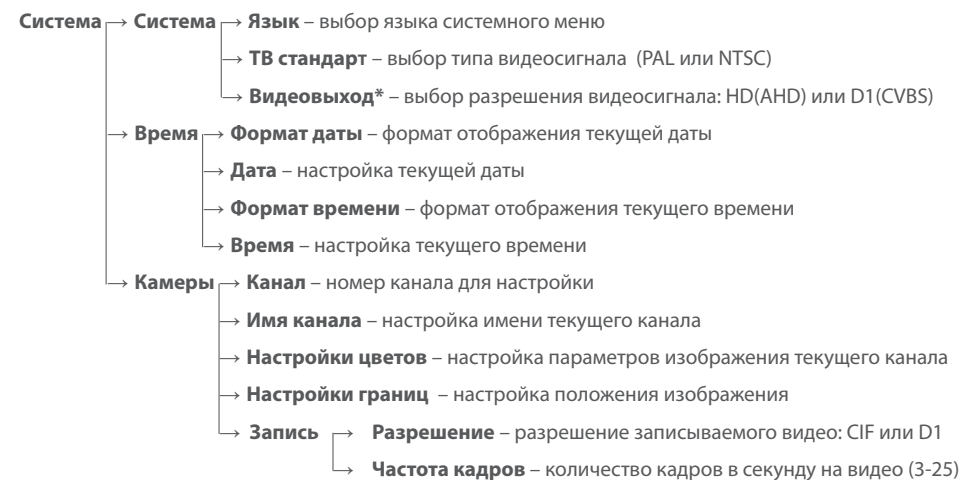 Система → Система → Язык – выбор языка системного меню
→ ТВ стандарт – выбор типа видеосигнала (PAL или NTSC)
→ Видеовыход* – выбор разрешения видеосигнала: HD(AHD) или D1(CVBS)
→ Время → Формат даты – формат отображения текущей даты
→ Дата – настройка текущей даты
→ Формат времени – формат отображения текущего времени
→ Время – настройка текущего времени
→ Камеры → Канал – номер канала для настройки
→ Имя канала – настройка имени текущего канала
→ Настройки цветов – настройка параметров изображения текущего канала
→ Настройки границ – настройка положения изображения
→ Запись → Разрешение – разрешение записываемого видео: CIF или D1
→ Частота кадров – количество кадров в секунду на видео (3-25)